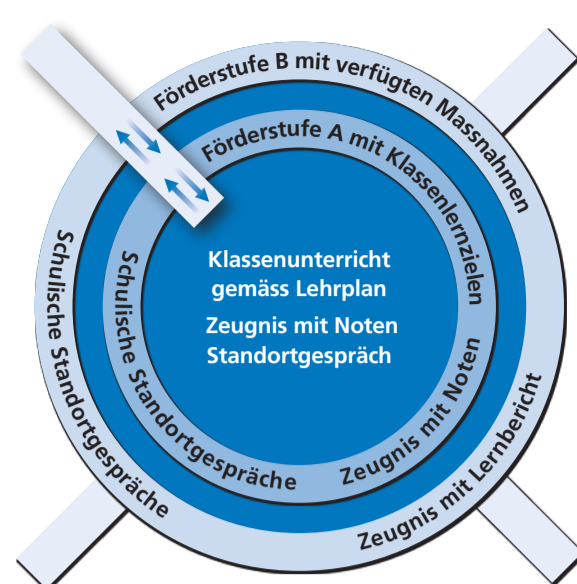 Förderstufe B mit verfügten Massnahmen
Förderstufe A mit Klassenlernzielen
Klassenunterricht
gemäss Lehrplan
Zeugnis mit Noten
Standortgespräch
Schulische Standortgespräche
Zeugnis mit Noten
Schulische Standortgespräche
Zeugnis mit Lernbericht